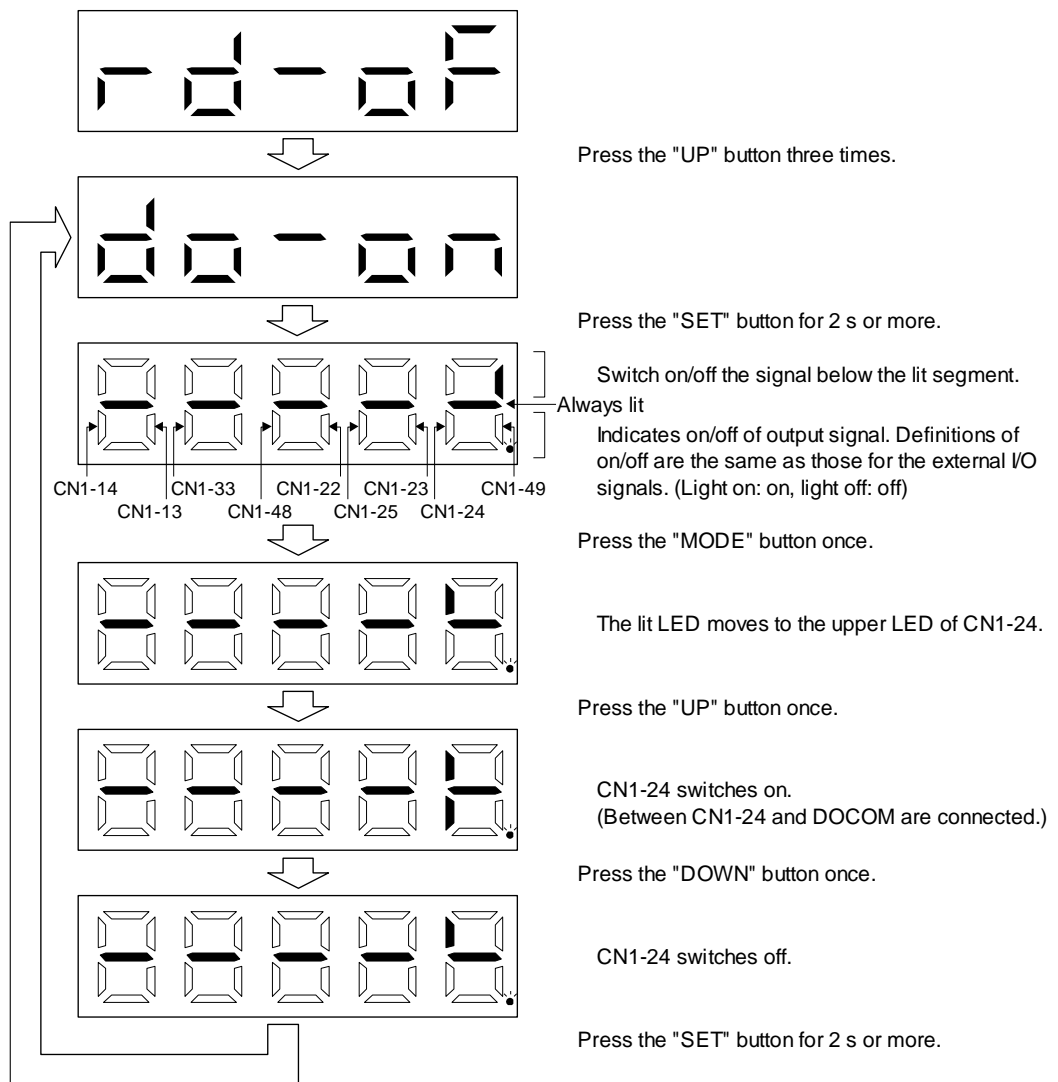 rd-oF
Press the "UP" button three times.
do-on
Press the "SET" button for 2 s or more.
Switch on/off the signal below the lit segment.
Always lit
Indicates on/off of output signal. Definitions of
on/off are the same as those for the external I/O
signals. (Light on: on, light off: off)
CN1-14 CN1-33 CN1-22 CN1-23 CN1-49
CN1-13 CN1-48 CN1-25 CN1-24
Press the "MODE" button once.
The lit LED moves to the upper LED of CN1-24.
Press the "UP" button once.
CN1-24 switches on.
(Between CN1-24 and DOCOM are connected.)
Press the "DOWN" button once.
CN1-24 switches off.
Press the "SET" button for 2 s or more.